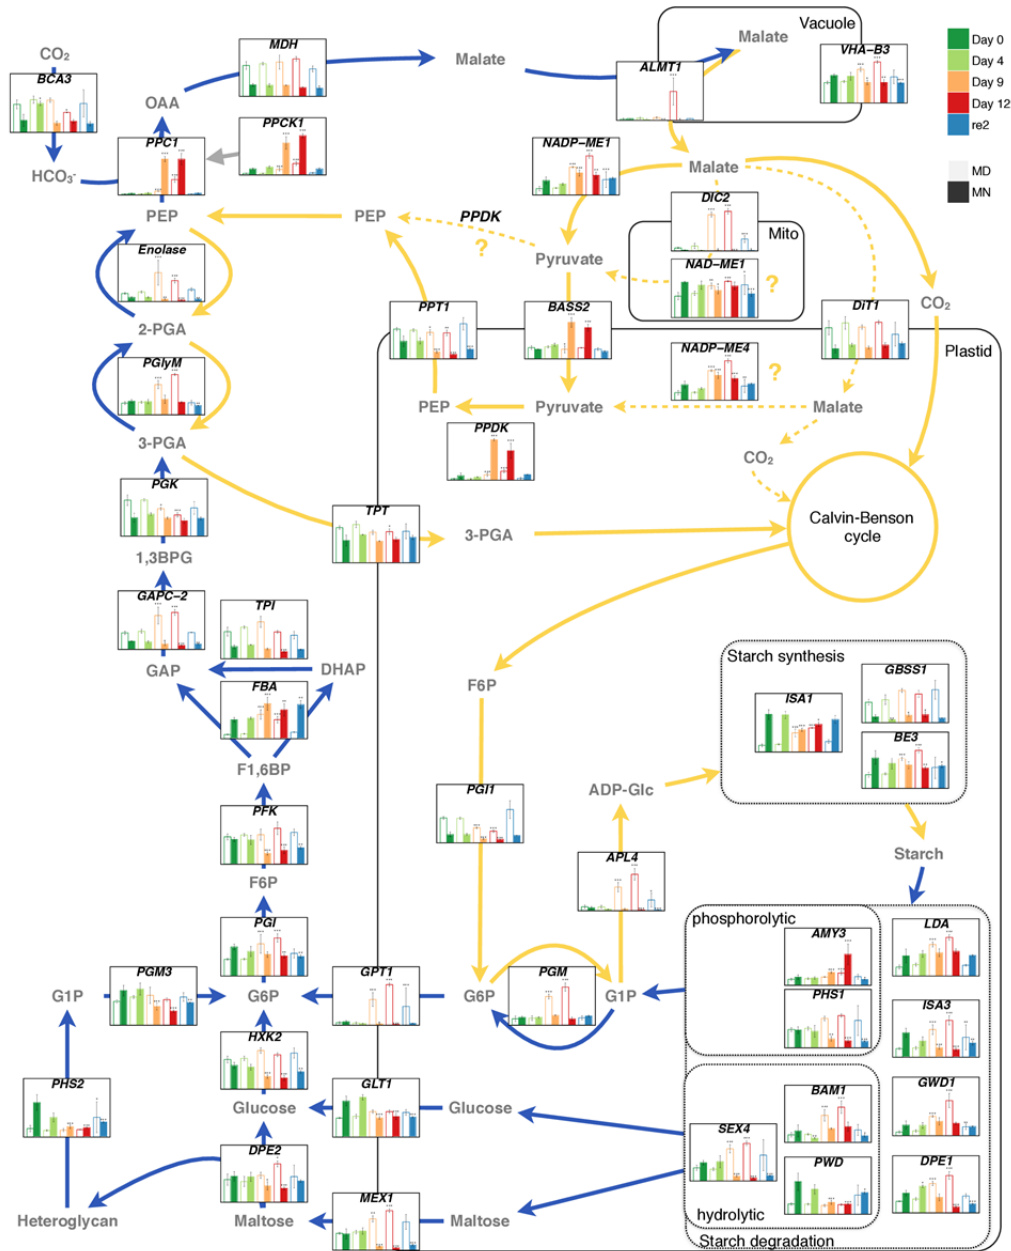 Vacuole
Malate
CO₂
BCA3
MDH
Malate
ALMT1
VHA−B3
Day 0
Day 4
Day 9
Day 12
re2
MD
MN
OAA
PPC1
PPCK1
HCO₃⁻
NADP−ME1
Malate
PEP
PEP
PPDK
?
DIC2
Mito
Pyruvate
NAD−ME1
?
Enolase
2-PGA
PPT1
BASS2
DiT1
CO₂
Plastid
PGlyM
NADP−ME4
?
PEP
Pyruvate
Malate
3-PGA
PPDK
CO₂
PGK
TPT
3-PGA
Calvin-Benson
cycle
1,3BPG
GAPC−2
TPI
GAP
DHAP
FBA
F6P
Starch synthesis
GBSS1
ISA1
BE3
F1,6BP
PFK
PGI1
ADP-Glc
F6P
APL4
Starch
PGI
phosphorolytic
LDA
AMY3
PGM3
GPT1
PGM
G1P
G6P
G6P
G1P
PHS1
ISA3
HXK2
PHS2
GLT1
Glucose
Glucose
BAM1
GWD1
SEX4
DPE2
PWD
DPE1
MEX1
Heteroglycan
Maltose
Maltose
hydrolytic
Starch degradation